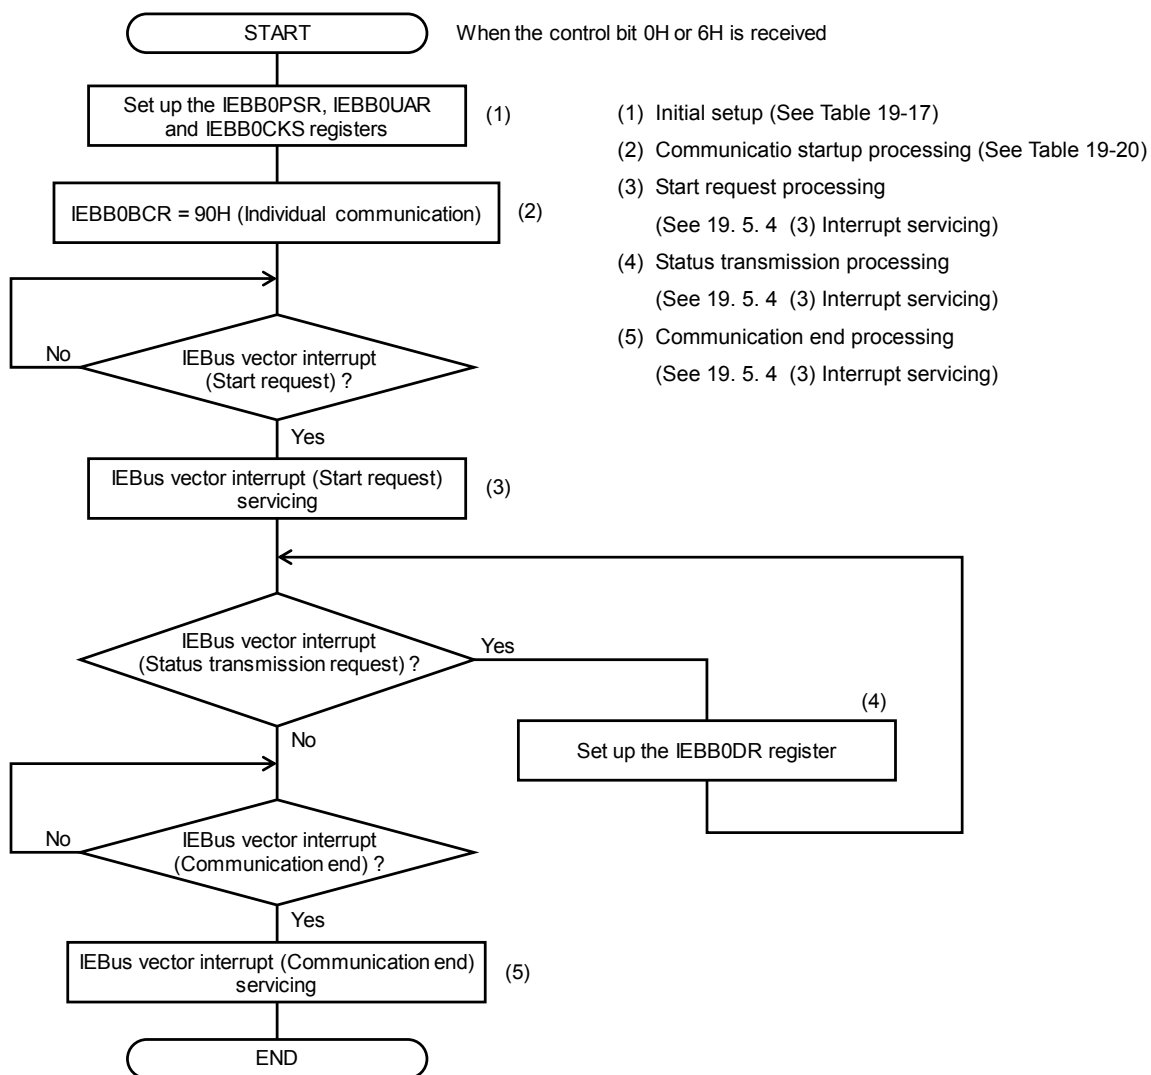 START
When the control bit 0H or 6H is received
Set up the IEBB0PSR, IEBB0UAR
and IEBB0CKS registers
(1)
IEBB0BCR = 90H (Individual communication)
(2)
No
IEBus vector interrupt
(Start request) ?
Yes
IEBus vector interrupt (Start request)
servicing
(3)
IEBus vector interrupt
(Status transmission request) ?
Yes
(4)
Set up the IEBB0DR register
No
No
IEBus vector interrupt
(Communication end) ?
Yes
IEBus vector interrupt (Communication end)
servicing
(5)
END
(1) Initial setup (See Table 19-17)
(2) Communicatio startup processing (See Table 19-20)
(3) Start request processing
(See 19. 5. 4 (3) Interrupt servicing)
(4) Status transmission processing
(See 19. 5. 4 (3) Interrupt servicing)
(5) Communication end processing
(See 19. 5. 4 (3) Interrupt servicing)